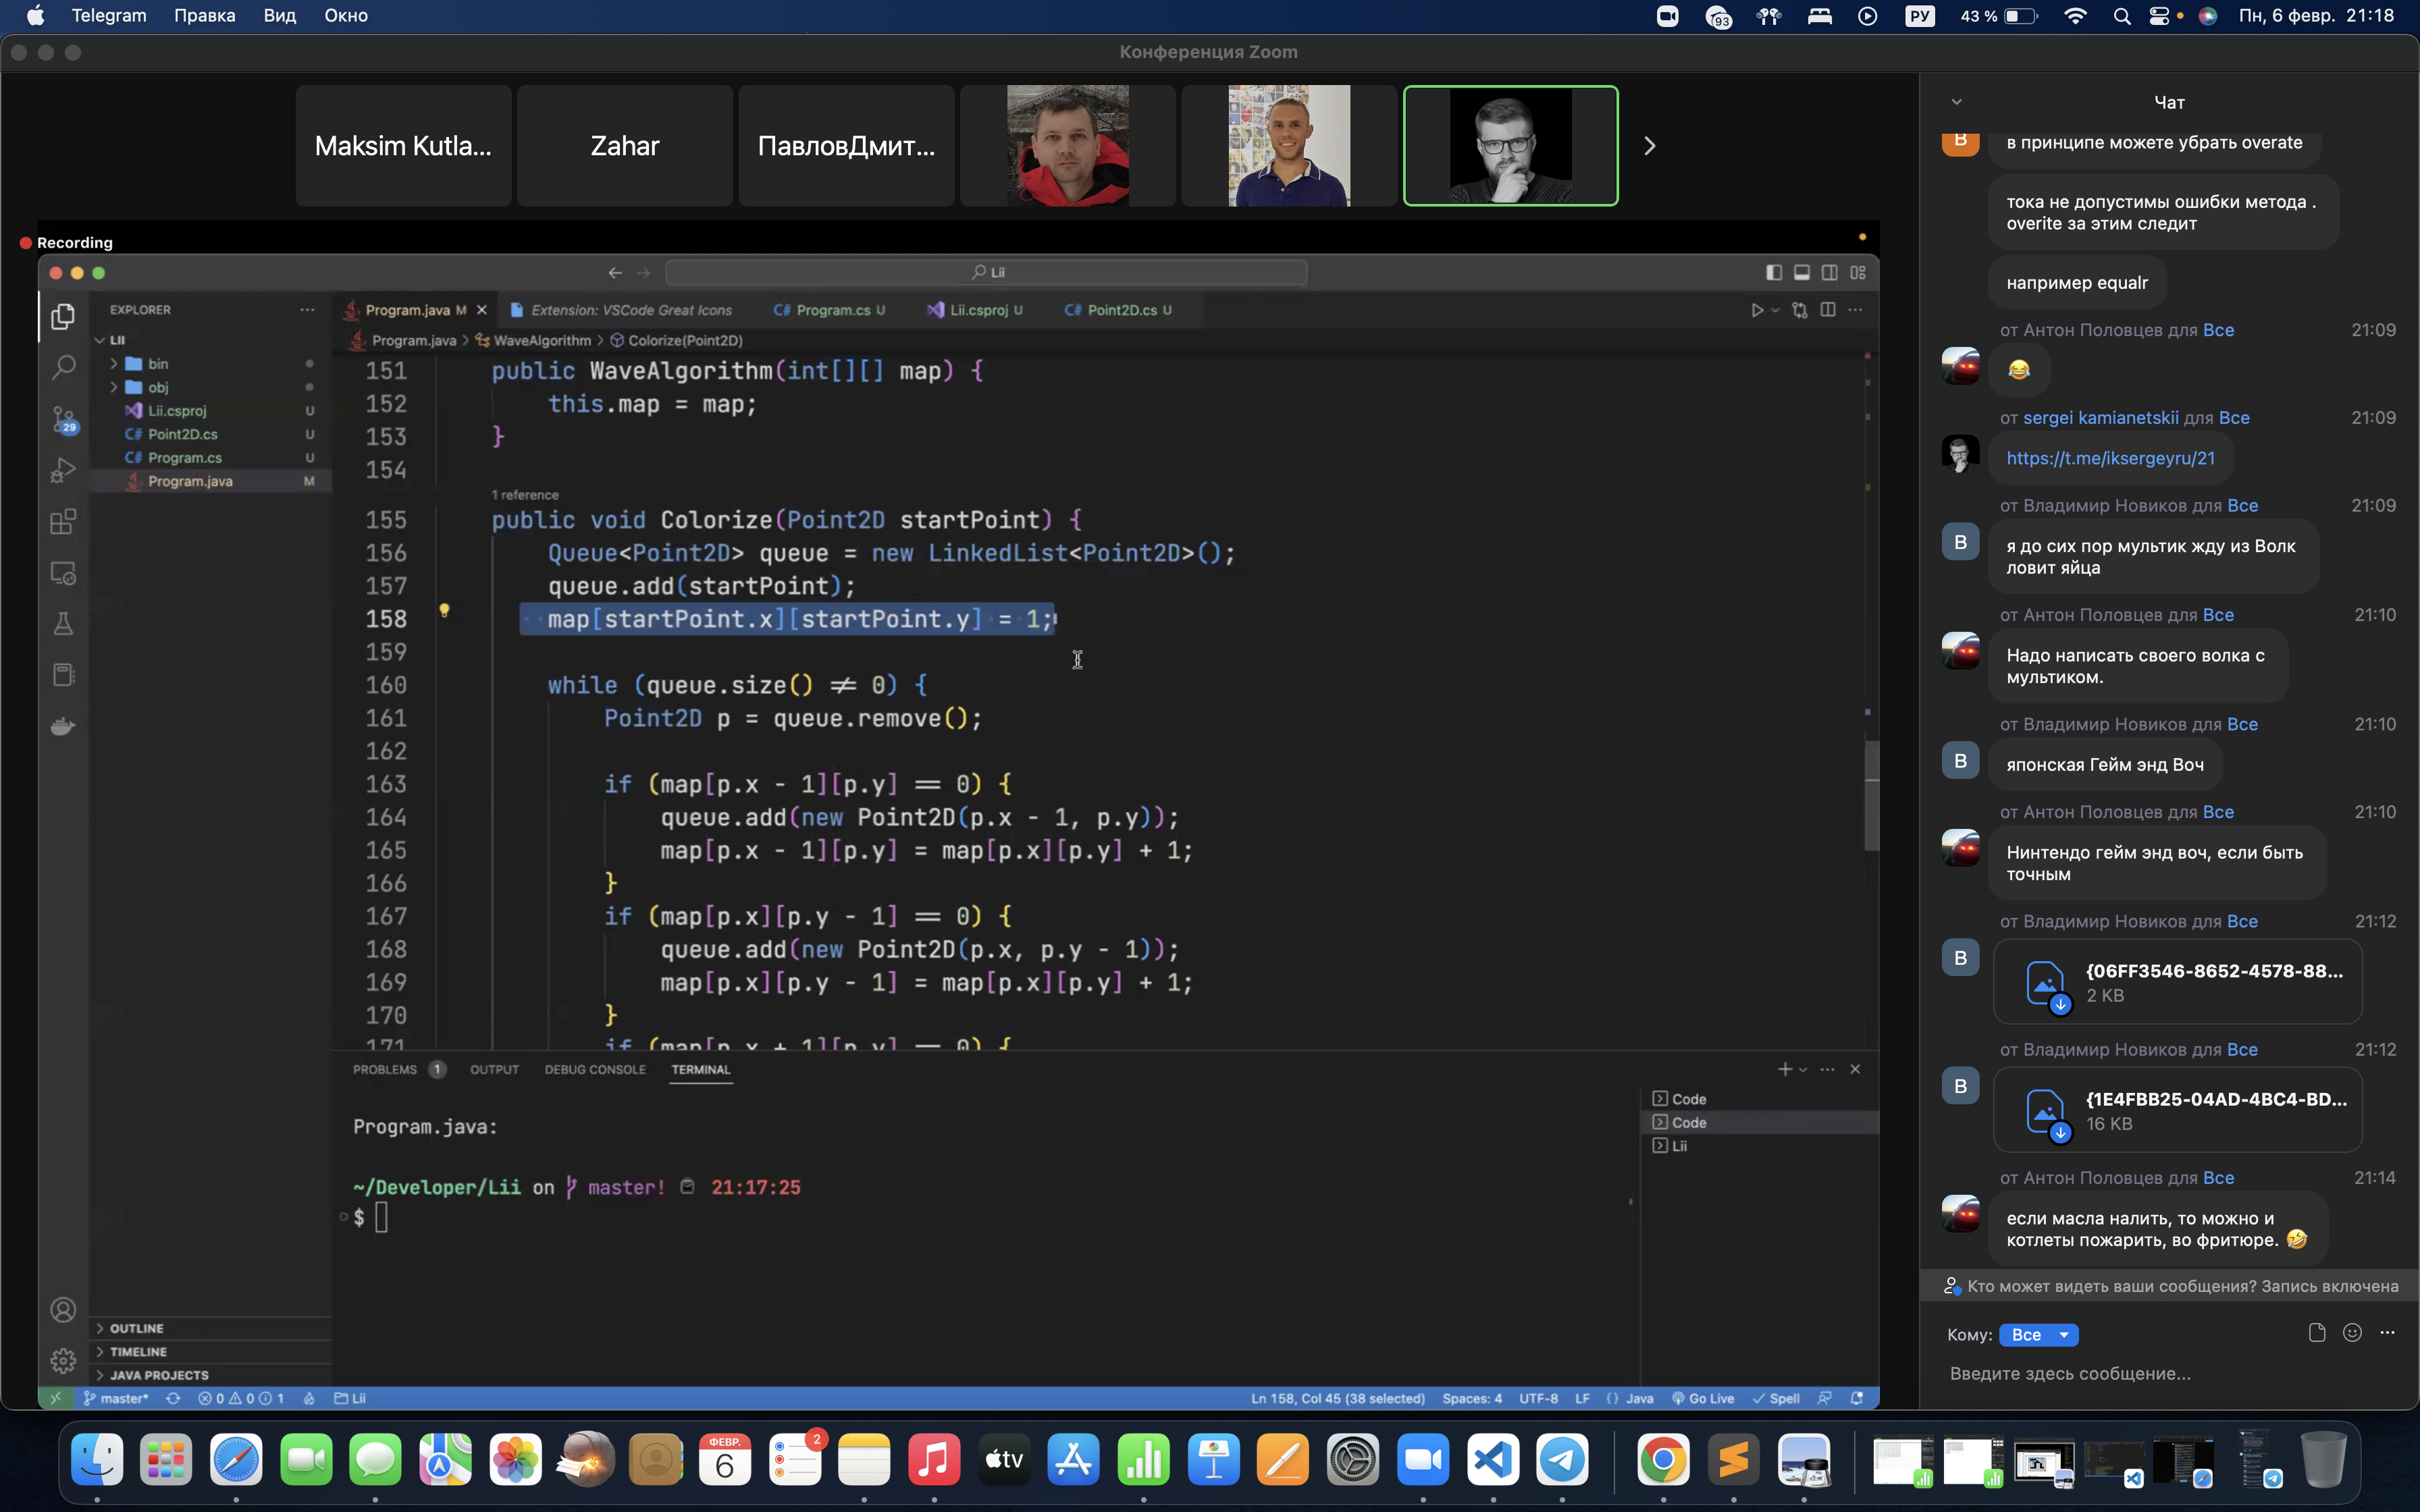 Telegram Правка Вид Окно
93 РУ 43 % Пн, 6 февр. 21:18
Конференция Zoom
Maksim Kutla...
Zahar
ПавловДмит...
Recording
Lii
EXPLORER
LII
bin
obj
Lii.csproj U
Point2D.cs U
Program.cs U
Program.java M
29
Program.java M
Extension: VSCode Great Icons
C# Program.cs U
Lii.csproj U
C# Point2D.cs U
Program.java > WaveAlgorithm > Colorize(Point2D)
151 public WaveAlgorithm(int[][] map) {
152 this.map = map;
153 }
154
1 reference
155 public void Colorize(Point2D startPoint) {
156 Queue<Point2D> queue = new LinkedList<Point2D>();
157 queue.add(startPoint);
158 map[startPoint.x][startPoint.y] = 1;
159
160 while (queue.size() ≠ 0) {
161 Point2D p = queue.remove();
162
163 if (map[p.x - 1][p.y] == 0) {
164 queue.add(new Point2D(p.x - 1, p.y));
165 map[p.x - 1][p.y] = map[p.x][p.y] + 1;
166 }
167 if (map[p.x][p.y - 1] == 0) {
168 queue.add(new Point2D(p.x, p.y - 1));
169 map[p.x][p.y - 1] = map[p.x][p.y] + 1;
170 }
171 if (map[p.x + 1][p.y] == 0) {
PROBLEMS 1 OUTPUT DEBUG CONSOLE TERMINAL
Program.java:
~/Developer/Lii on master! 21:17:25
$
Code
Code
Lii
OUTLINE
TIMELINE
JAVA PROJECTS
master* 0 0 1 Lii
Ln 158, Col 45 (38 selected) Spaces: 4 UTF-8 LF {} Java Go Live Spell
Чат
В
в принципе можете убрать overate
тока не допустимы ошибки метода .
overite за этим следит
например equalr
от Антон Половцев для Все 21:09
😂
от sergei kamianetskii для Все 21:09
https://t.me/iksergeyru/21
от Владимир Новиков для Все 21:09
В
я до сих пор мультик жду из Волк
ловит яйца
от Антон Половцев для Все 21:10
Надо написать своего волка с
мультиком.
от Владимир Новиков для Все 21:10
В
японская Гейм энд Воч
от Антон Половцев для Все 21:10
Нинтендо гейм энд воч, если быть
точным
от Владимир Новиков для Все 21:12
В
{06FF3546-8652-4578-88...
2 KB
от Владимир Новиков для Все 21:12
В
{1E4FBB25-04AD-4BC4-BD...
16 KB
от Антон Половцев для Все 21:14
если масла налить, то можно и
котлеты пожарить, во фритюре. 🤣
Кто может видеть ваши сообщения? Запись включена
Кому: Все
Введите здесь сообщение...
ФЕВР.
6
2
tv